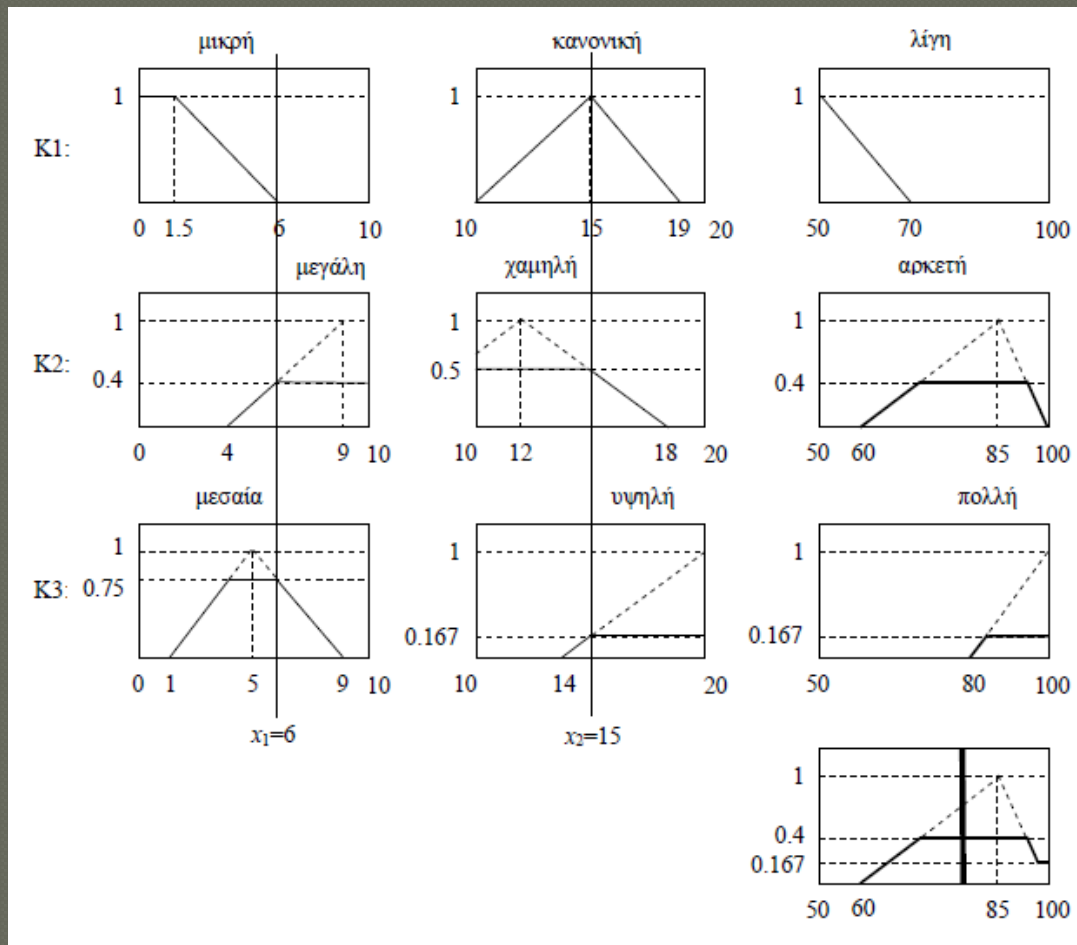 μικρή κανονική λίγη
1 1 1
K1:
0 1.5 6 10 10 15 19 20 50 70 100
μεγάλη χαμηλή αρκετή
1 1 1
K2:
0.4 0.5 0.4
0 4 9 10 10 12 18 20 50 60 85 100
μεσαία υψηλή πολλή
1 1 1
K3: 0.75
0.167 0.167
0 1 5 9 10 10 14 20 50 80 100
x₁=6 x₂=15
1
0.4
0.167
50 60 85 100